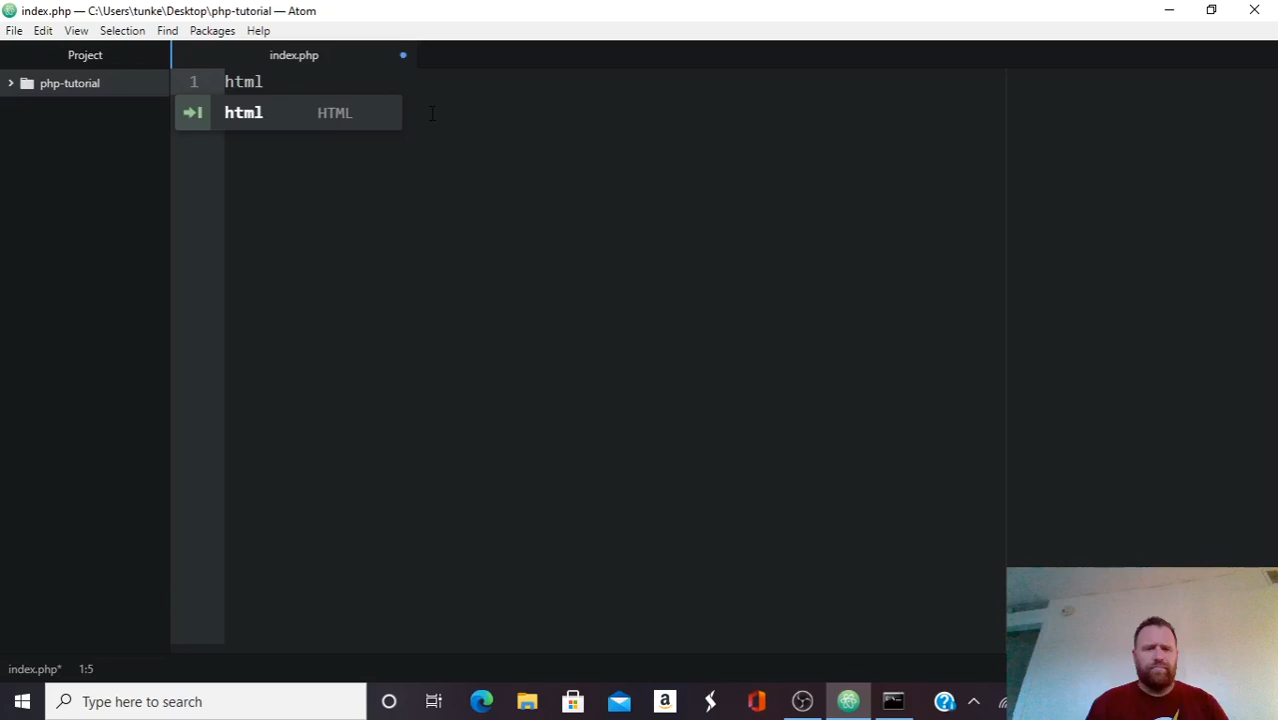 index.php — C:\Users\tunke\Desktop\php-tutorial — Atom
File Edit View Selection Find Packages Help
Project
index.php
php-tutorial
1 html
html HTML
index.php* 1:5
Type here to search